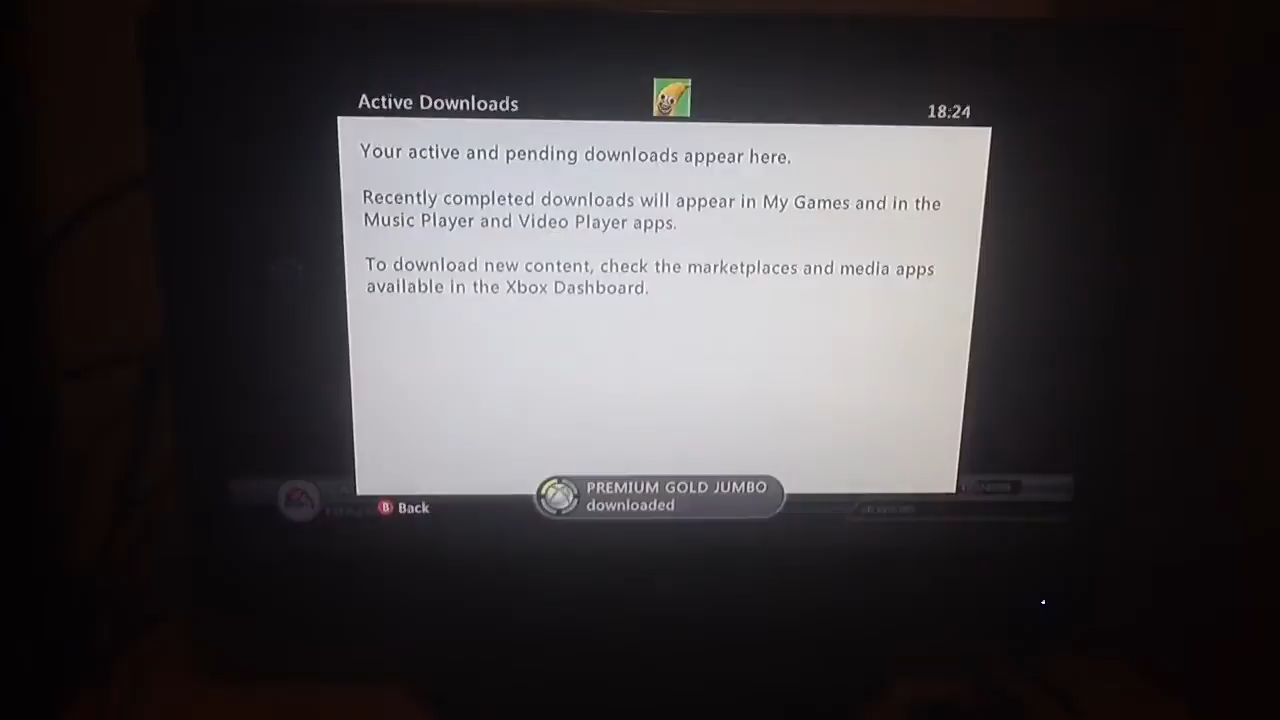 Active Downloads
18:24
Your active and pending downloads appear here.
Recently completed downloads will appear in My Games and in the
Music Player and Video Player apps.
To download new content, check the marketplaces and media apps
available in the Xbox Dashboard.
PREMIUM GOLD JUMBO
downloaded
B Back